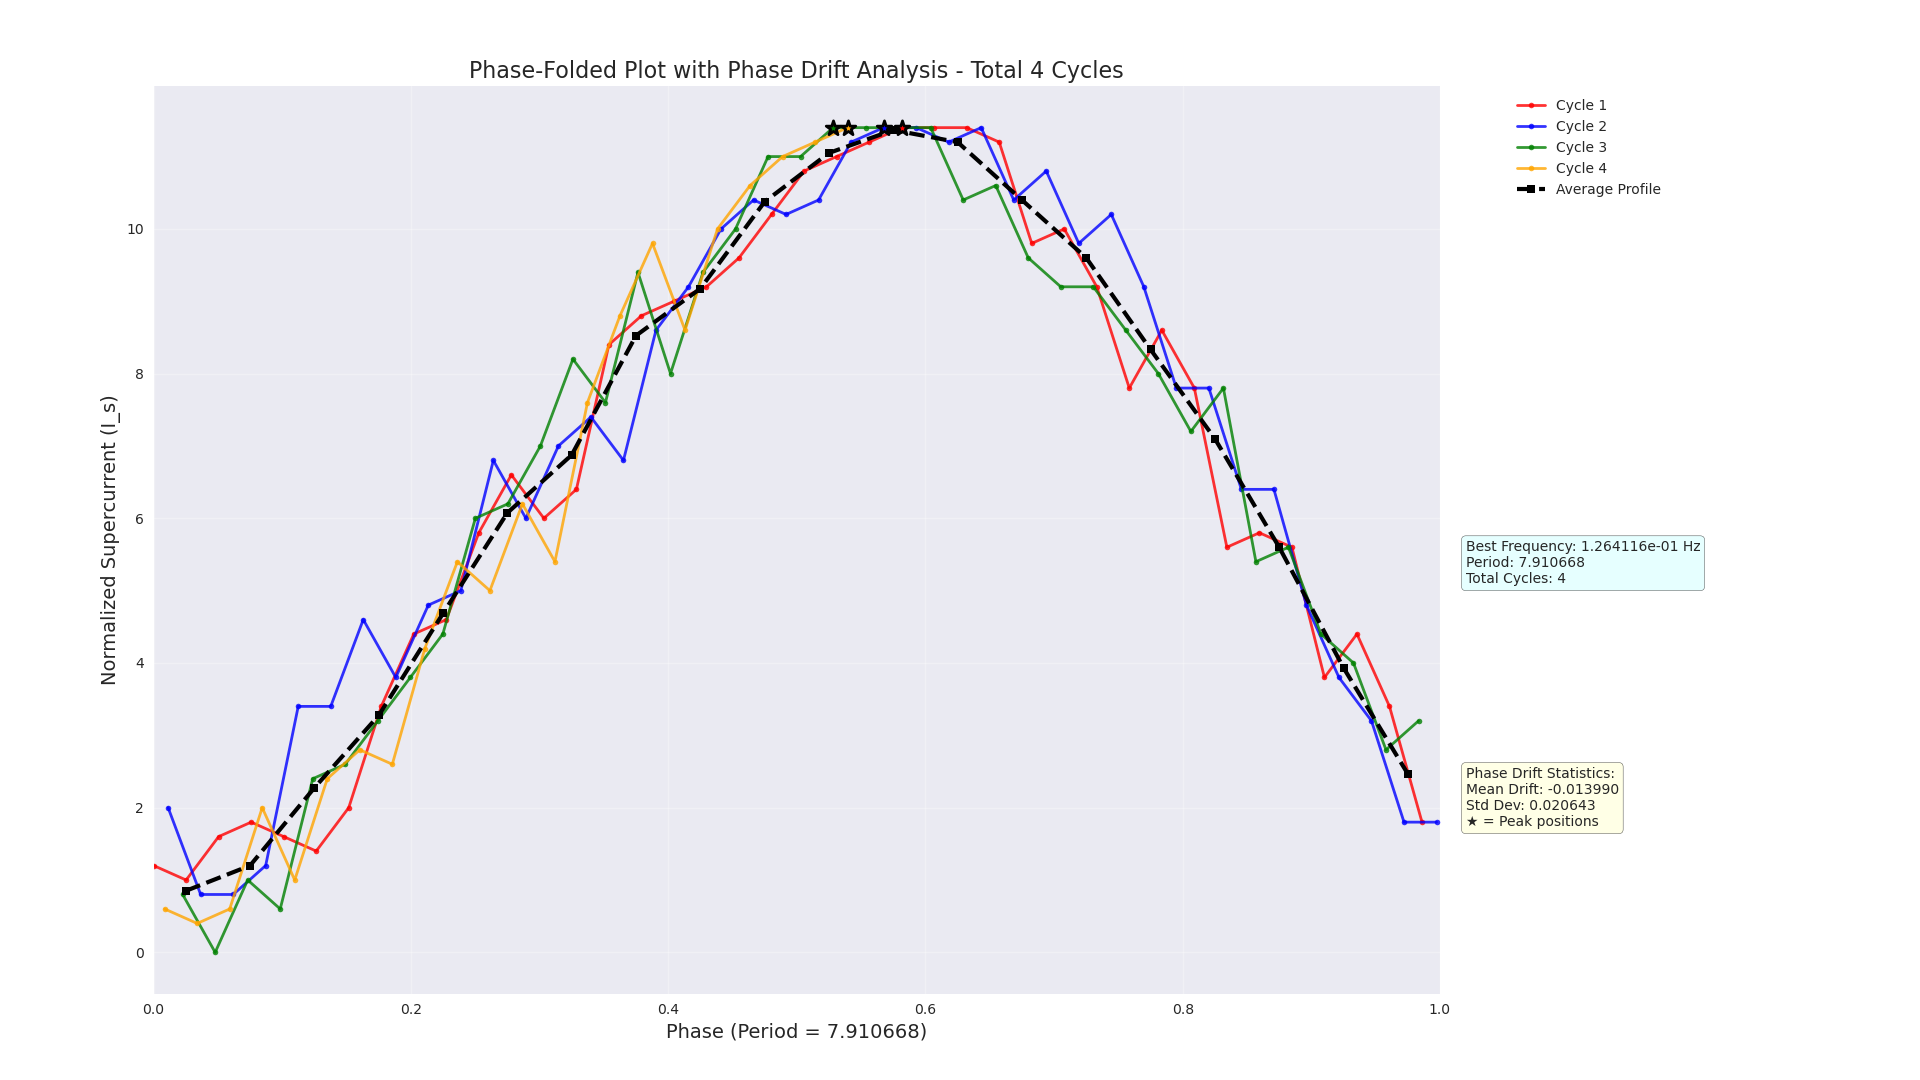 Phase-Folded Plot with Phase Drift Analysis - Total 4 Cycles
Cycle 1
Cycle 2
Cycle 3
Cycle 4
Average Profile
Normalized Supercurrent (I_s)
10
8
6
4
2
0
0.0
0.2
0.4
0.6
0.8
1.0
Phase (Period = 7.910668)
Best Frequency: 1.264116e-01 Hz
Period: 7.910668
Total Cycles: 4
Phase Drift Statistics:
Mean Drift: -0.013990
Std Dev: 0.020643
★ = Peak positions